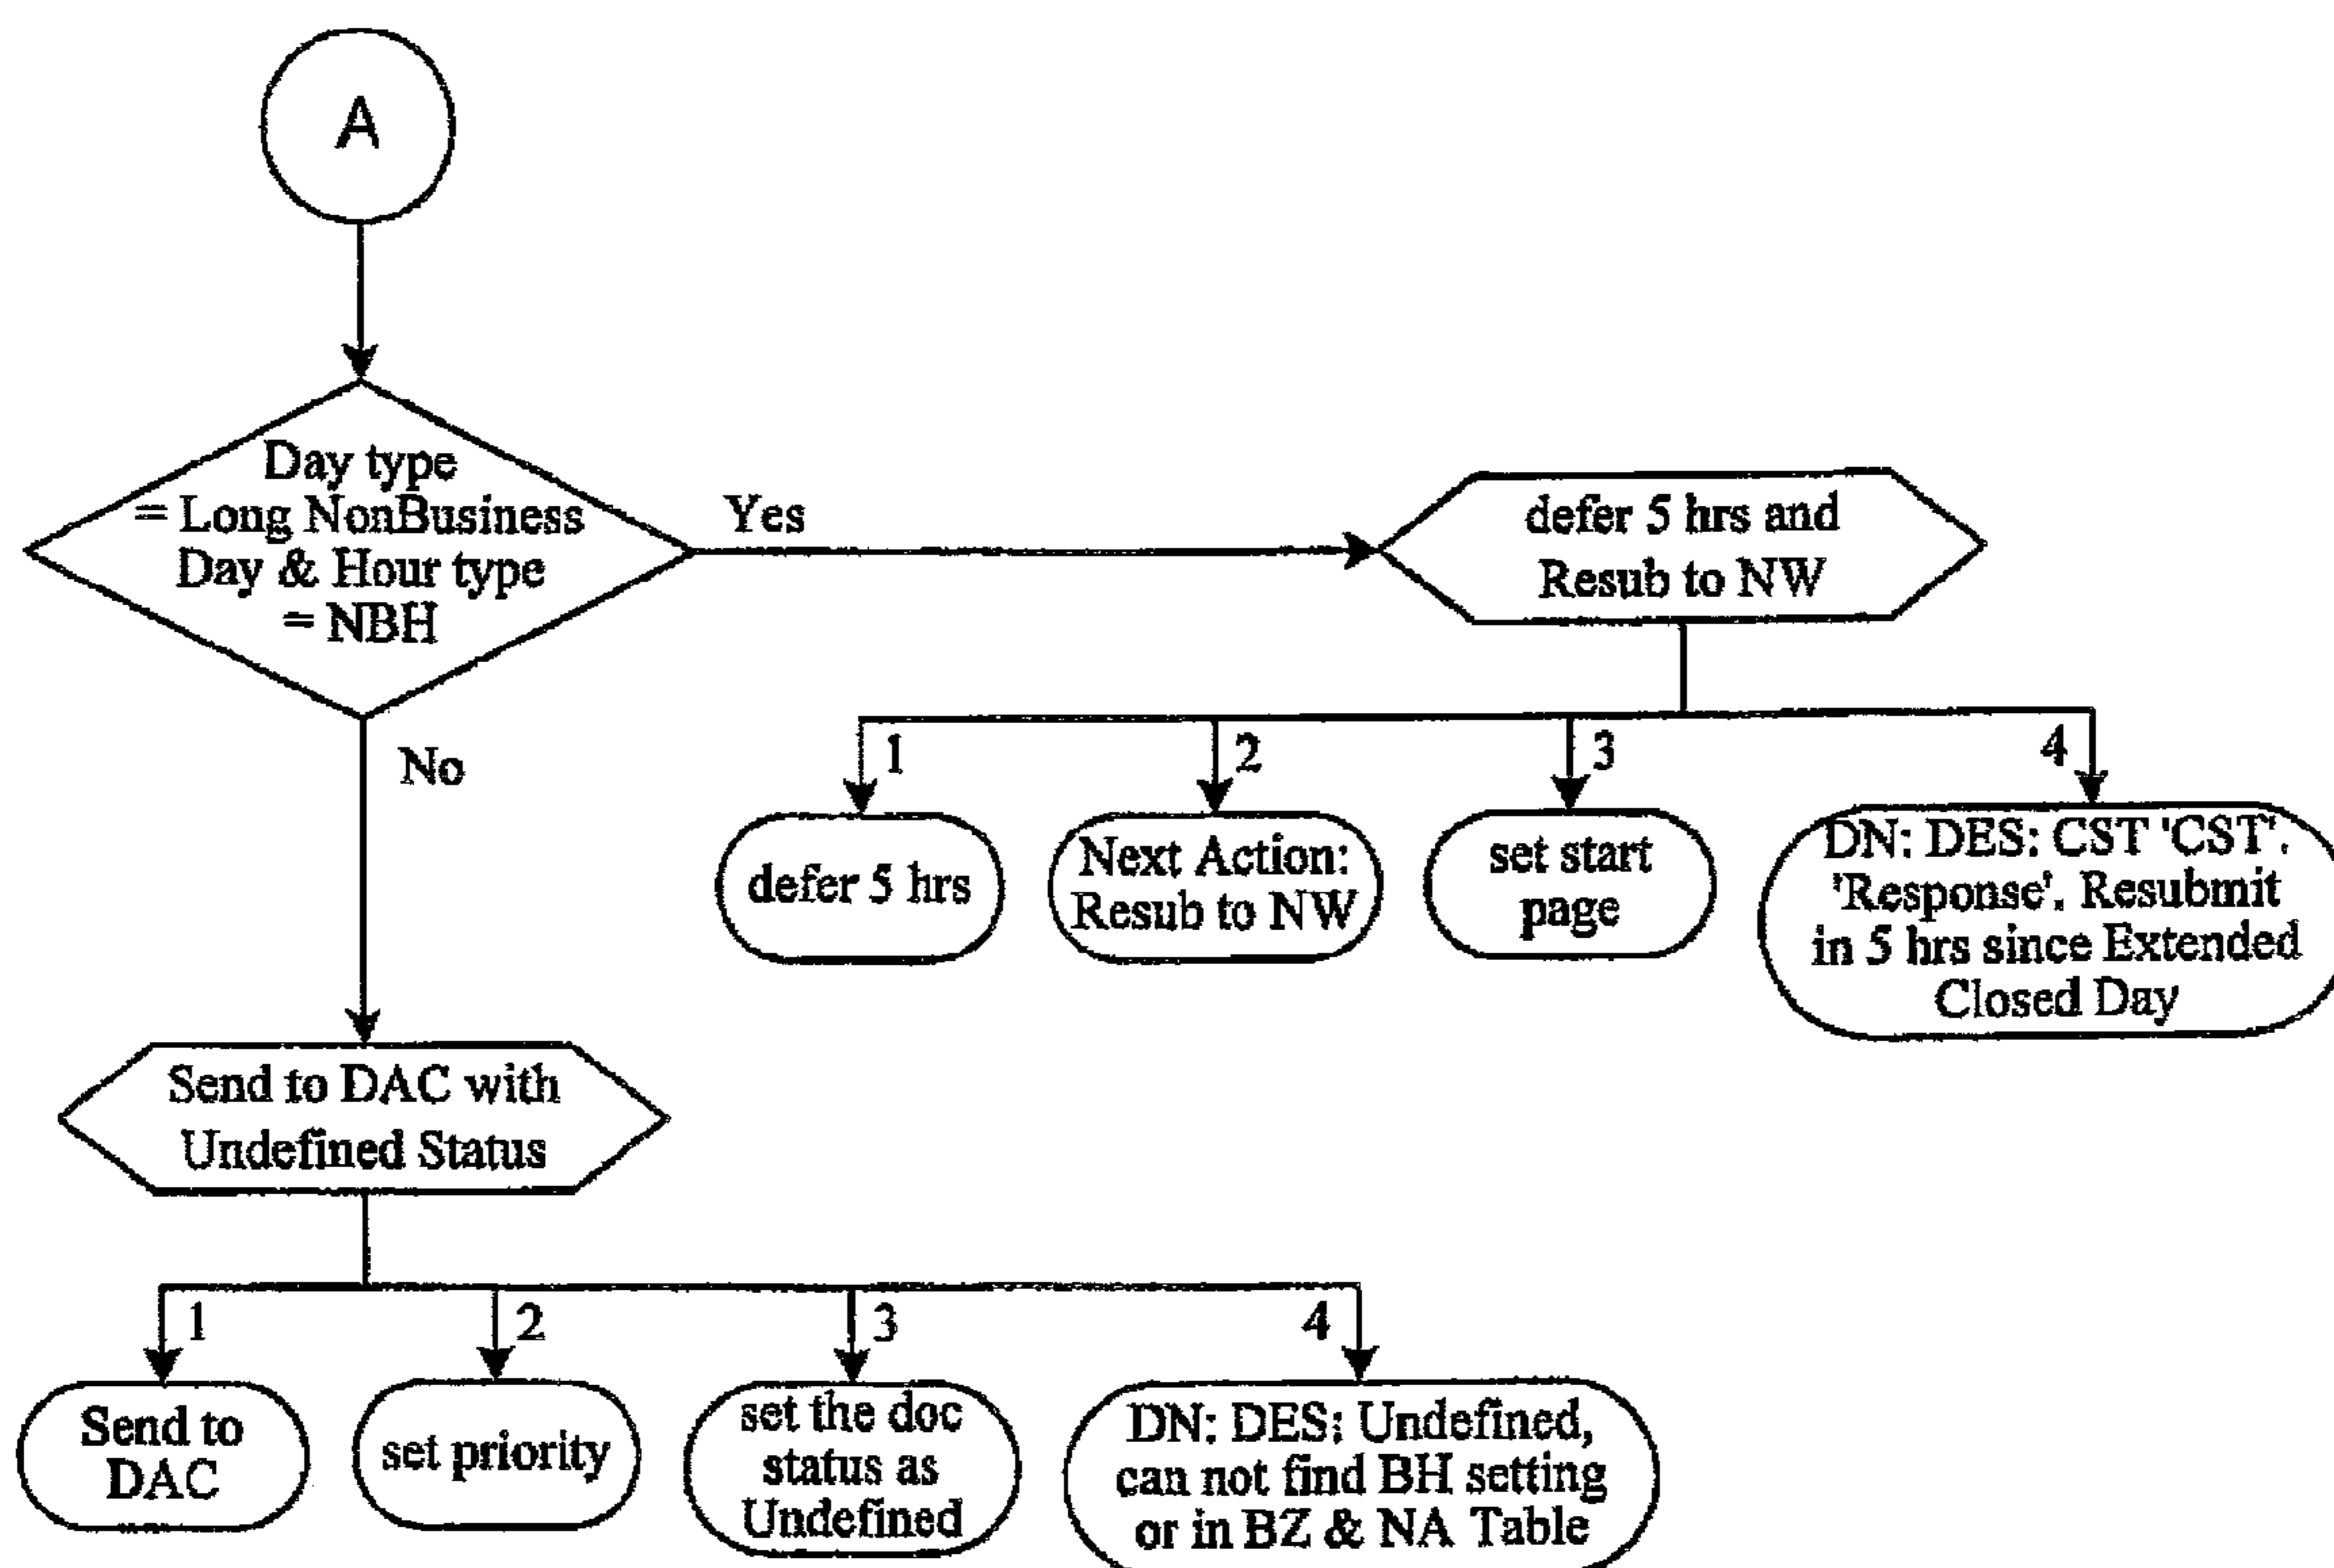 A
Day type
= Long NonBusiness
Day & Hour type
= NBH
Yes
defer 5 hrs and
Resub to NW
No
1
2
3
4
defer 5 hrs
Next Action:
Resub to NW
set start
page
DN: DES: CST 'CST'.
'Response'. Resubmit
in 5 hrs since Extended
Closed Day
Send to DAC with
Undefined Status
1
2
3
4
Send to
DAC
set priority
set the doc
status as
Undefined
DN: DES: Undefined,
can not find BH setting
or in BZ & NA Table